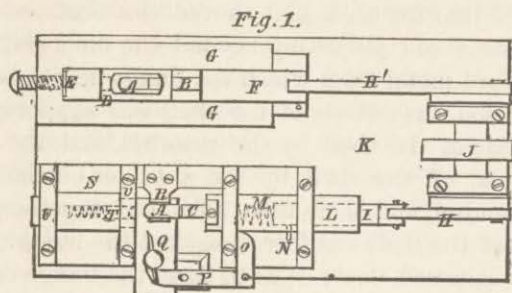 Fig. 1.
G
E A B F H'
D
G
K J
S U B
U T A C M L I H
Q O N
P